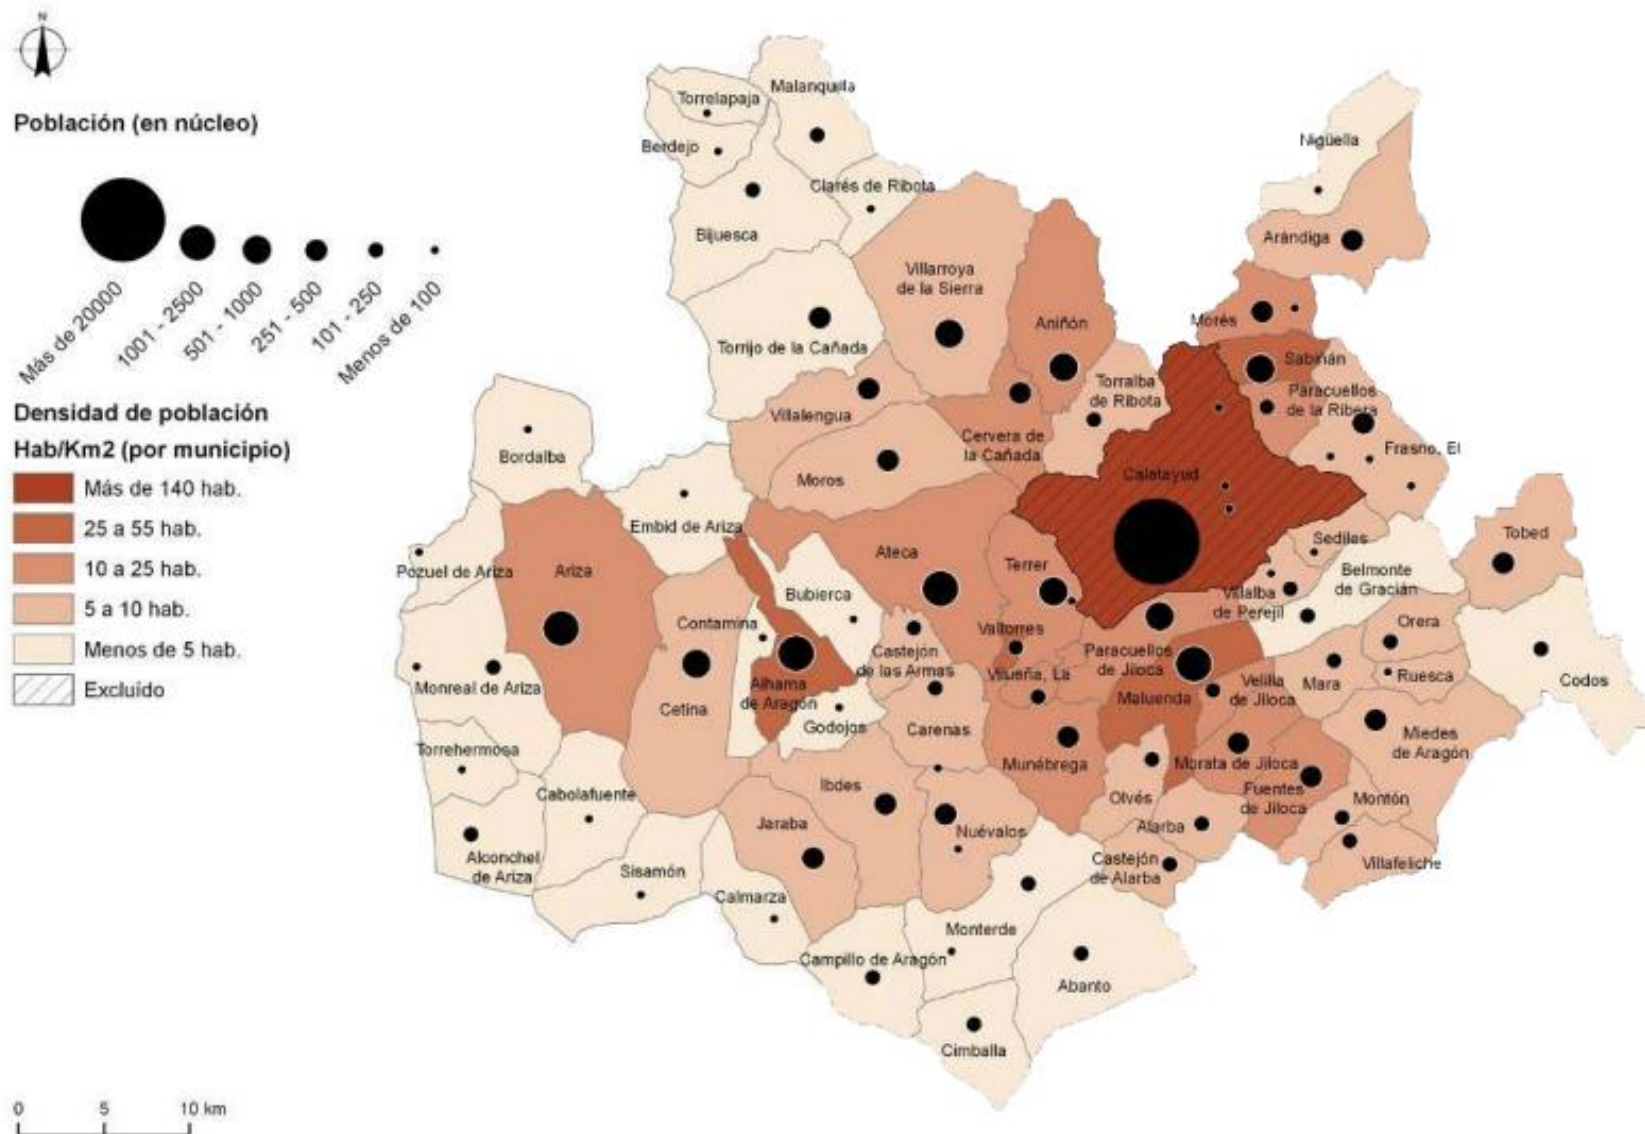 N
Población (en núcleo)
Más de 20000
1001 - 2500
501 - 1000
251 - 500
101 - 250
Menos de 100
Densidad de población
Hab/Km2 (por municipio)
Más de 140 hab.
25 a 55 hab.
10 a 25 hab.
5 a 10 hab.
Menos de 5 hab.
Excluído
0 5 10 km
Torrelapaja
Malanquilla
Berdejo
Nigüella
Clarés de Ribota
Bijuesca
Arándiga
Villarroya
de la Sierra
Aniñón
Morés
Torrijo de la Cañada
Sabiñán
Torralba
de Ribota
Paracuellos
de la Ribera
Villalengua
Cervera de
la Cañada
Frasno, El
Bordalba
Moros
Calatayud
Embid de Ariza
Tobed
Ateca
Sediles
Pozuel de Ariza
Ariza
Terrer
Belmonte
de Gracián
Bubierca
Villalba
de Perejil
Contamina
Valtorres
Orera
Castejón
de las Armas
Paracuellos
de Jiloca
Vilueña, La
Velilla
de Jiloca
Mara
Ruesca
Codos
Monreal de Ariza
Alhama
de Aragón
Maluenda
Cetina
Godojos
Carenas
Miedes
de Aragón
Torrehermosa
Munébrega
Morata de Jiloca
Cabolafuente
Ibdes
Olvés
Fuentes
de Jiloca
Montón
Jaraba
Nuévalos
Alarba
Alconchel
de Ariza
Sisamón
Castejón
de Alarba
Villafeliche
Calmarza
Monterde
Campillo de Aragón
Abanto
Cimballa